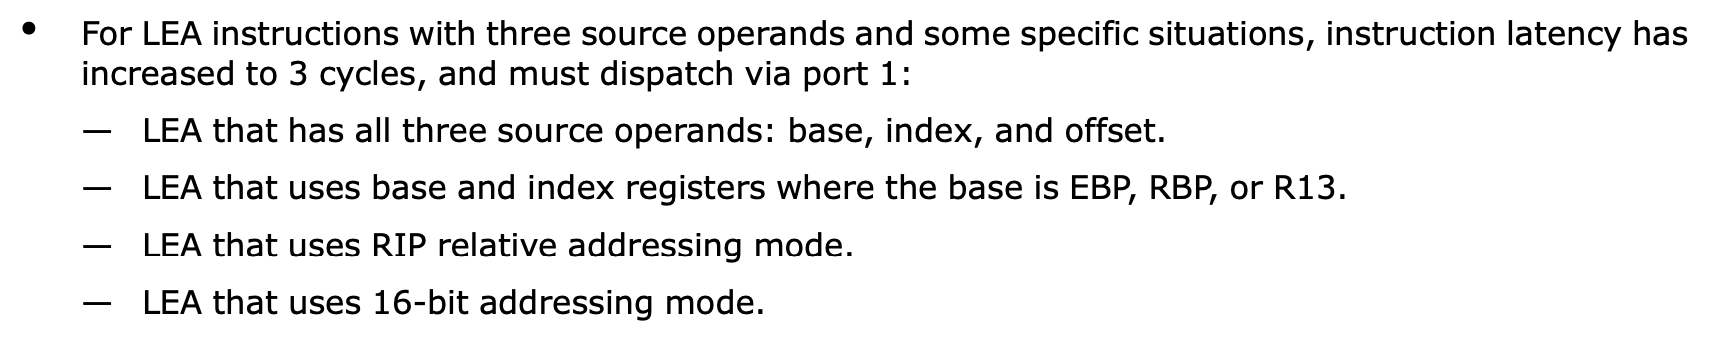 • For LEA instructions with three source operands and some specific situations, instruction latency has
increased to 3 cycles, and must dispatch via port 1:
— LEA that has all three source operands: base, index, and offset.
— LEA that uses base and index registers where the base is EBP, RBP, or R13.
— LEA that uses RIP relative addressing mode.
— LEA that uses 16-bit addressing mode.